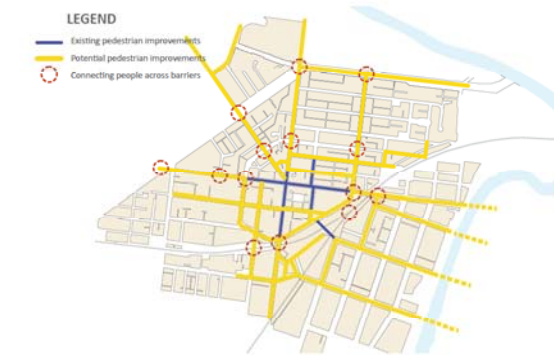 LEGEND
Existing pedestrian improvements
Potential pedestrian improvements
Connecting people across barriers